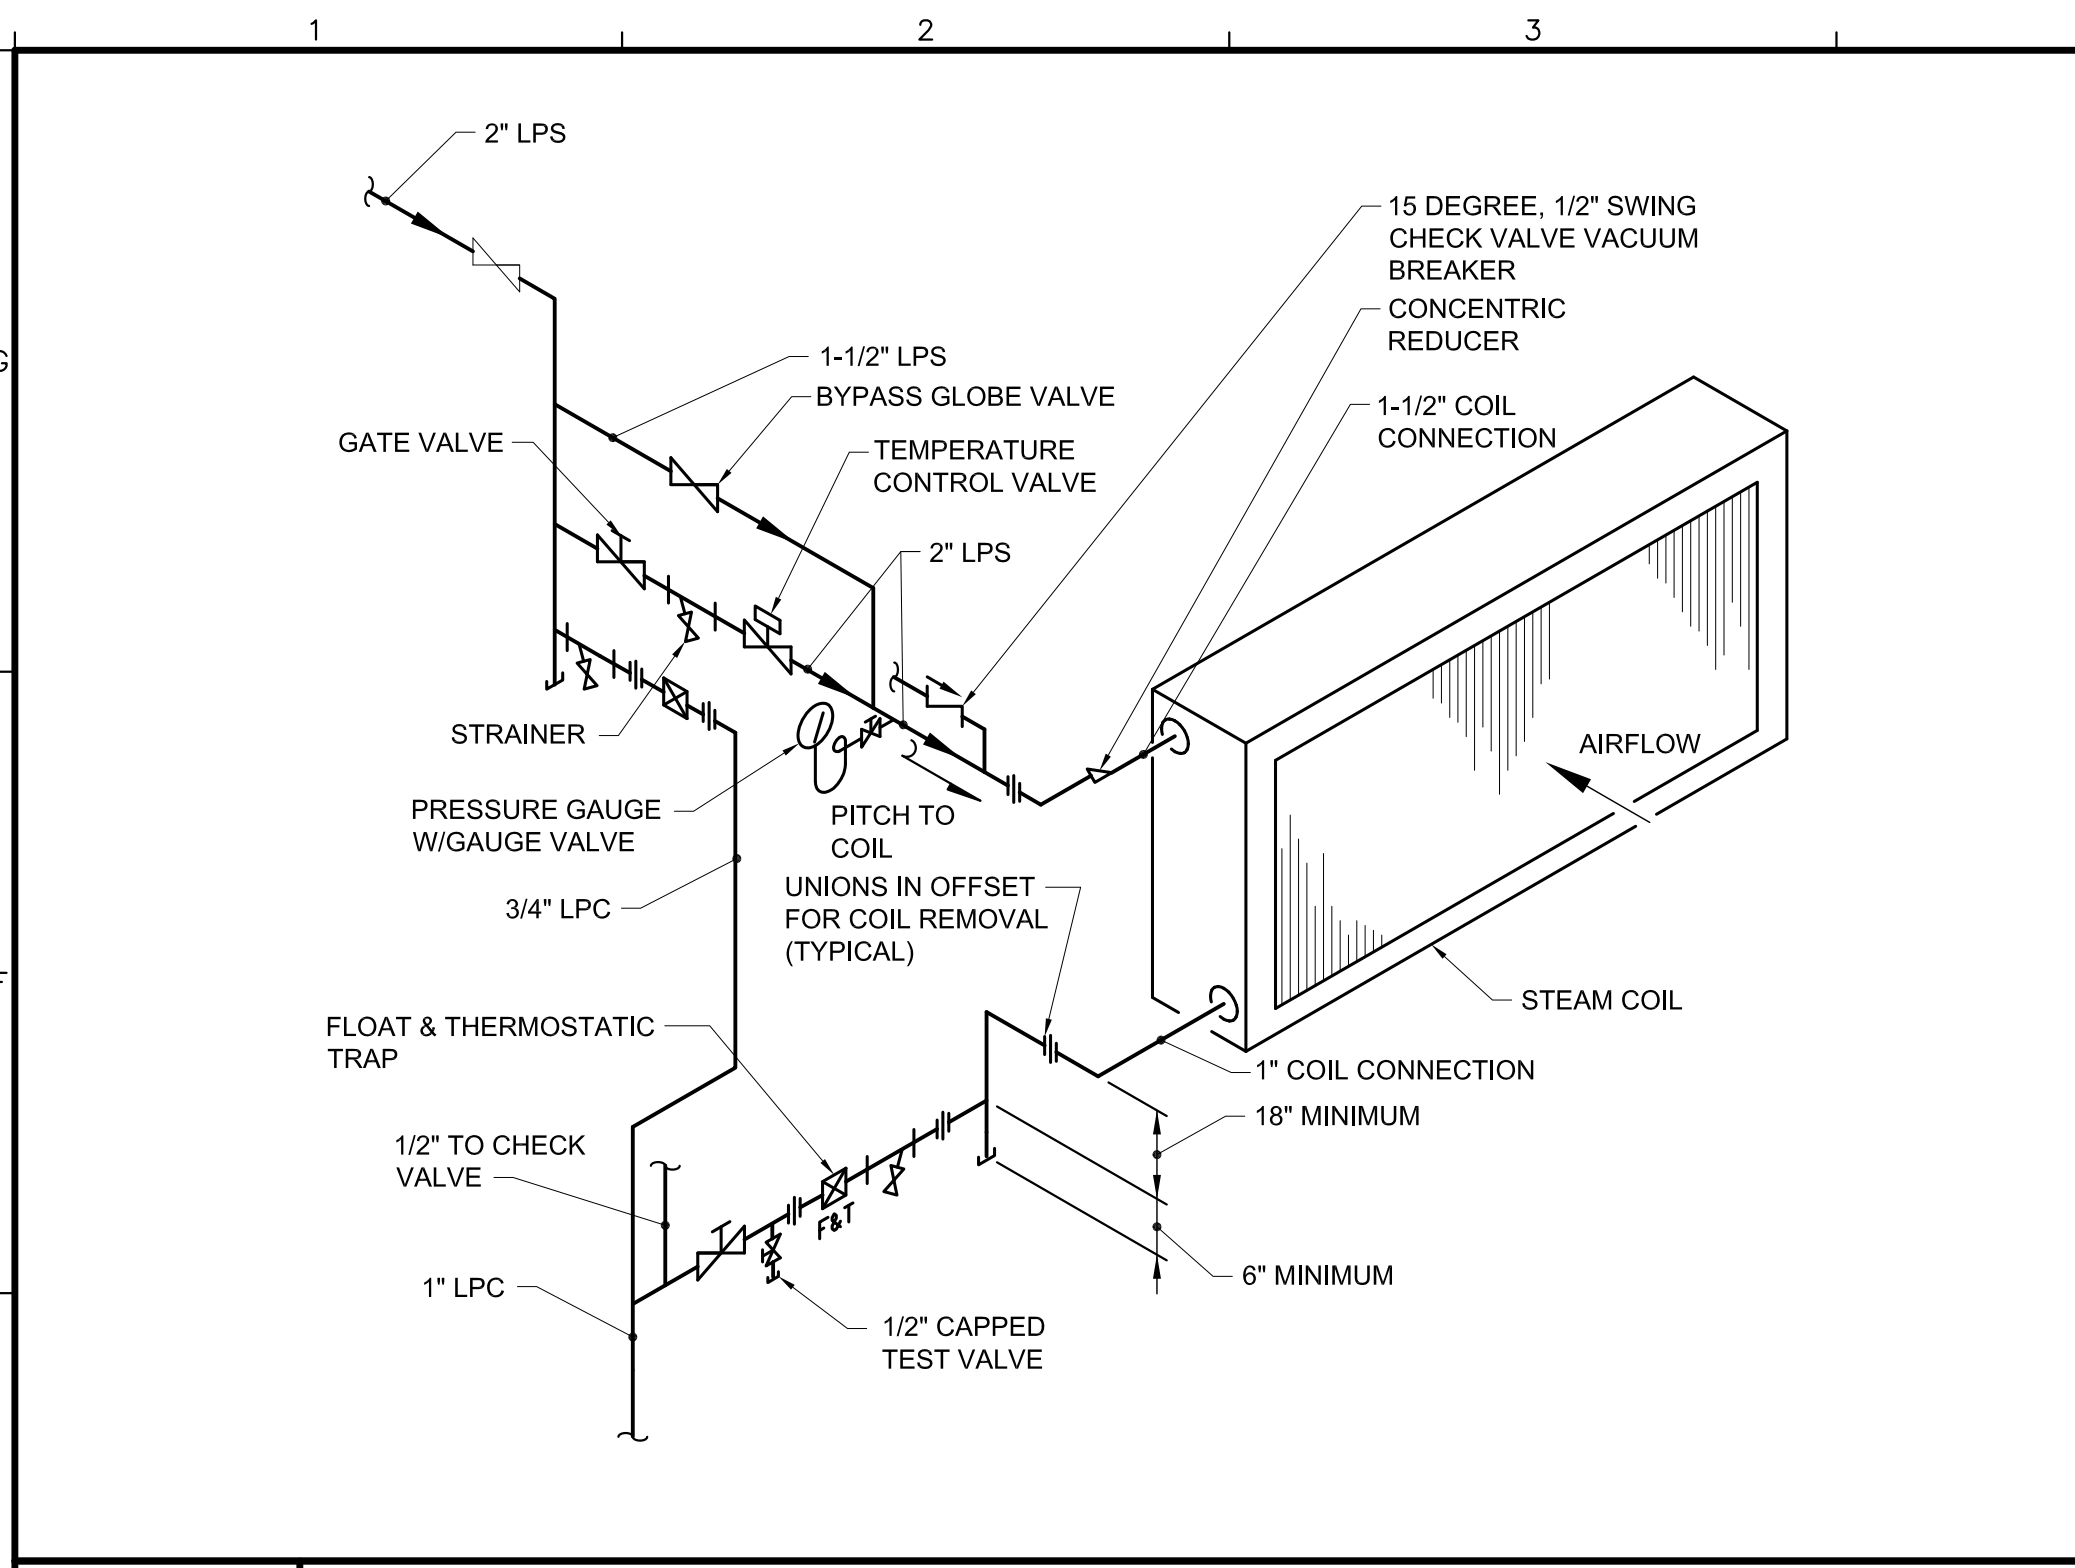 1 2 3
2" LPS
15 DEGREE, 1/2" SWING
CHECK VALVE VACUUM
BREAKER
CONCENTRIC
REDUCER
1-1/2" LPS
G
BYPASS GLOBE VALVE
1-1/2" COIL
CONNECTION
GATE VALVE
TEMPERATURE
CONTROL VALVE
2" LPS
STRAINER
AIRFLOW
PRESSURE GAUGE
W/GAUGE VALVE
PITCH TO
COIL
UNIONS IN OFFSET
FOR COIL REMOVAL
(TYPICAL)
3/4" LPC
F
STEAM COIL
FLOAT & THERMOSTATIC
TRAP
1" COIL CONNECTION
18" MINIMUM
1/2" TO CHECK
VALVE
F&T
1" LPC
6" MINIMUM
1/2" CAPPED
TEST VALVE